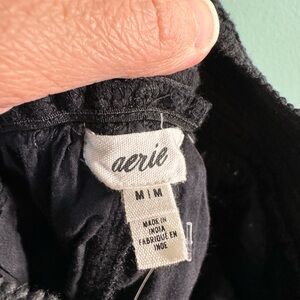 aerie
M | M
MADE IN
INDIA
FABRIQUÉ EN
INDE